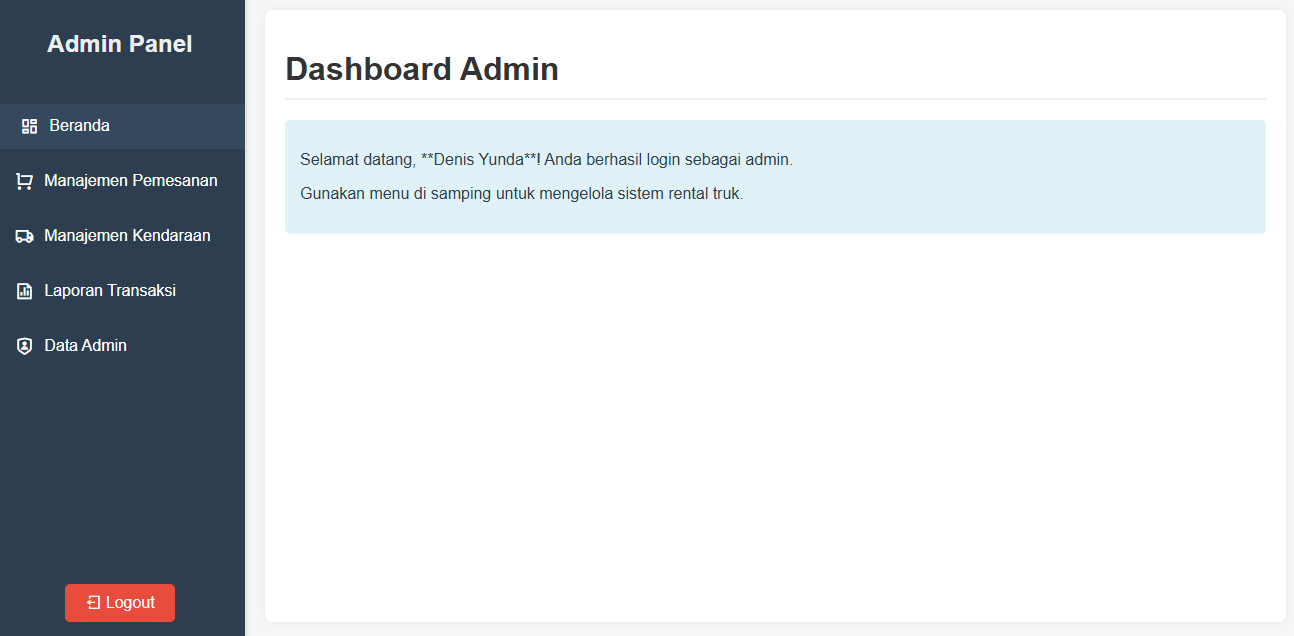 Admin Panel
Beranda
Manajemen Pemesanan
Manajemen Kendaraan
Laporan Transaksi
Data Admin
Logout
Dashboard Admin
Selamat datang, **Denis Yunda**! Anda berhasil login sebagai admin.
Gunakan menu di samping untuk mengelola sistem rental truk.